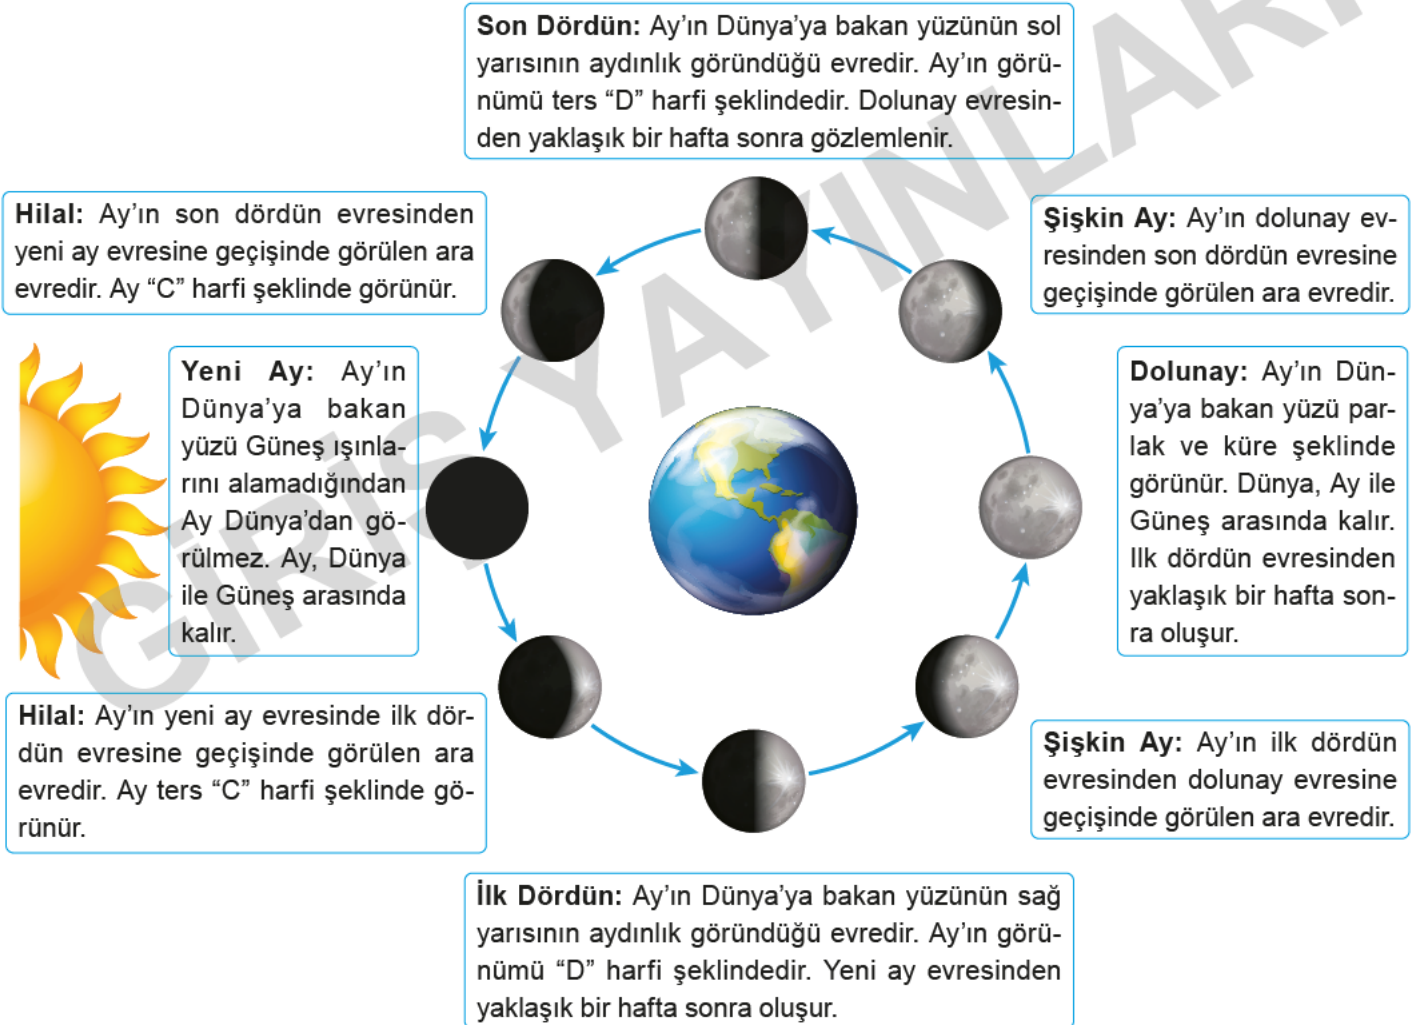 Son Dördün: Ay’ın Dünya’ya bakan yüzünün sol
yarısının aydınlık göründüğü evredir. Ay’ın görü-
nümü ters “D” harfi şeklindedir. Dolunay evresin-
den yaklaşık bir hafta sonra gözlemlenir.
Hilal: Ay’ın son dördün evresinden
yeni ay evresine geçişinde görülen ara
evredir. Ay “C” harfi şeklinde görünür.
Şişkin Ay: Ay’ın dolunay ev-
resinden son dördün evresine
geçişinde görülen ara evredir.
Yeni Ay: Ay’ın
Dünya’ya bakan
yüzü Güneş ışınla-
rını alamadığından
Ay Dünya’dan gö-
rülmez. Ay, Dünya
ile Güneş arasında
kalır.
Dolunay: Ay’ın Dün-
ya’ya bakan yüzü par-
lak ve küre şeklinde
görünür. Dünya, Ay ile
Güneş arasında kalır.
Ilk dördün evresinden
yaklaşık bir hafta son-
ra oluşur.
Hilal: Ay’ın yeni ay evresinde ilk dör-
dün evresine geçişinde görülen ara
evredir. Ay ters “C” harfi şeklinde gö-
rünür.
Şişkin Ay: Ay’ın ilk dördün
evresinden dolunay evresine
geçişinde görülen ara evredir.
İlk Dördün: Ay’ın Dünya’ya bakan yüzünün sağ
yarısının aydınlık göründüğü evredir. Ay’ın görü-
nümü “D” harfi şeklindedir. Yeni ay evresinden
yaklaşık bir hafta sonra oluşur.
GİRİŞ YAYINLARI